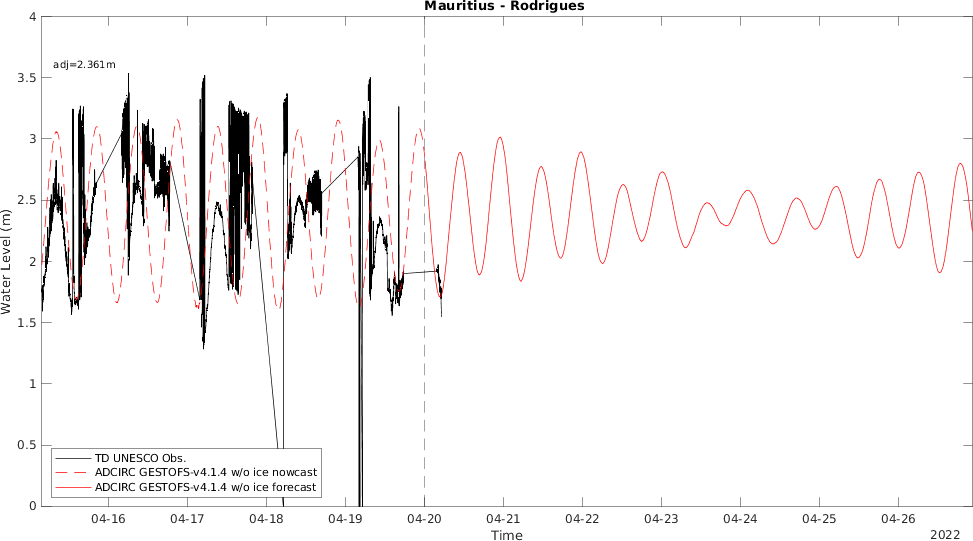 Mauritius - Rodrigues
adj=2.361m
4
3.5
3
2.5
2
1.5
1
0.5
0
Water Level (m)
TD UNESCO Obs.
ADCIRC GESTOFS-v4.1.4 w/o ice nowcast
ADCIRC GESTOFS-v4.1.4 w/o ice forecast
04-16 04-17 04-18 04-19 04-20 04-21 04-22 04-23 04-24 04-25 04-26
Time
2022